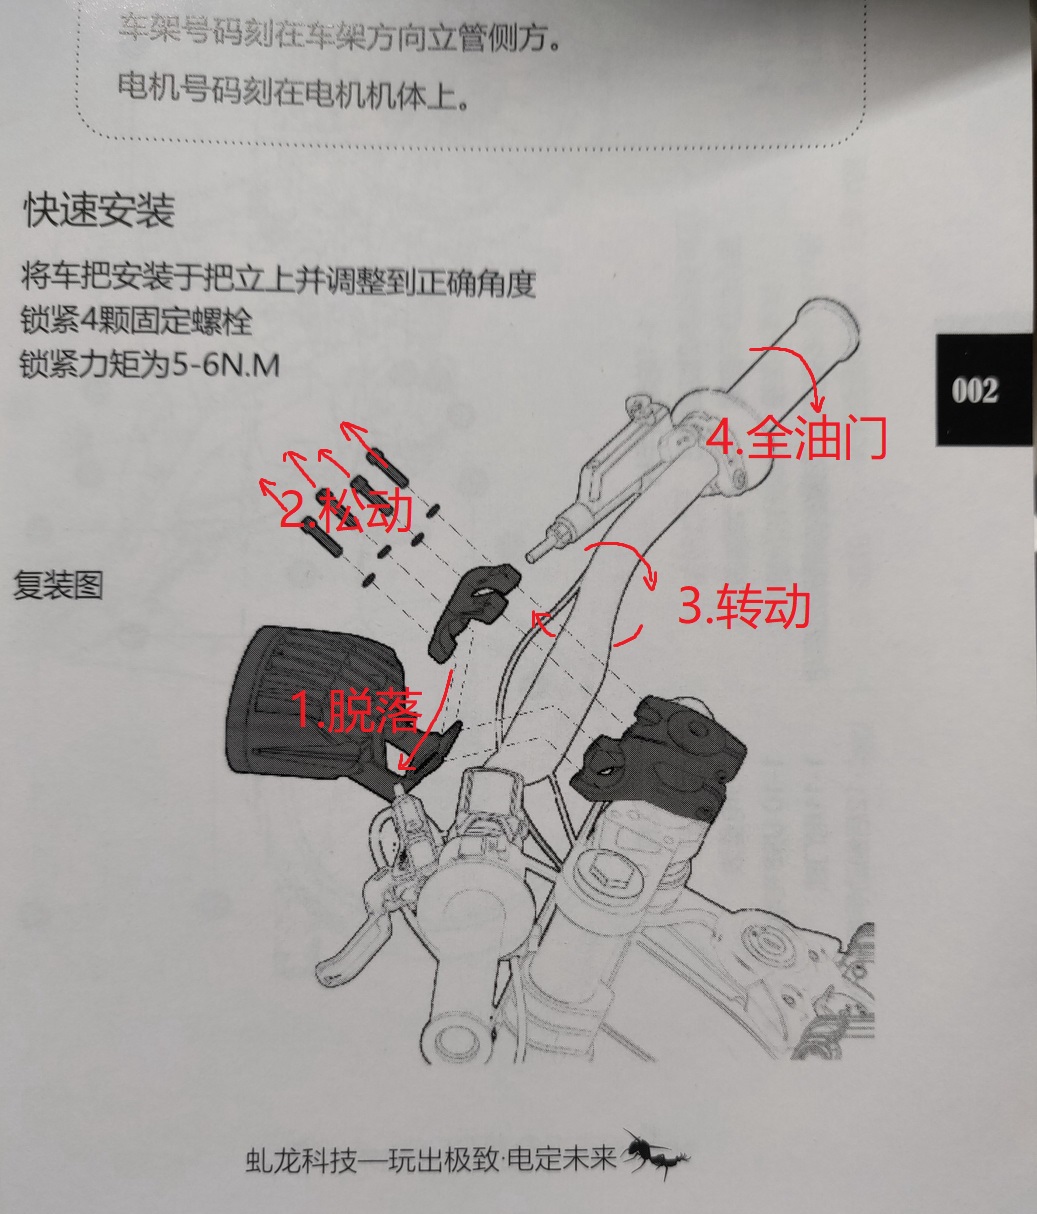 车架号码刻在车架方向立管侧方。
电机号码刻在电机机体上。
快速安装
将车把安装于把立上并调整到正确角度
锁紧4颗固定螺栓
锁紧力矩为5-6N.M
002
4.全油门
2.松动
复装图
3.转动
1.脱落
虬龙科技—玩出极致·电定未来